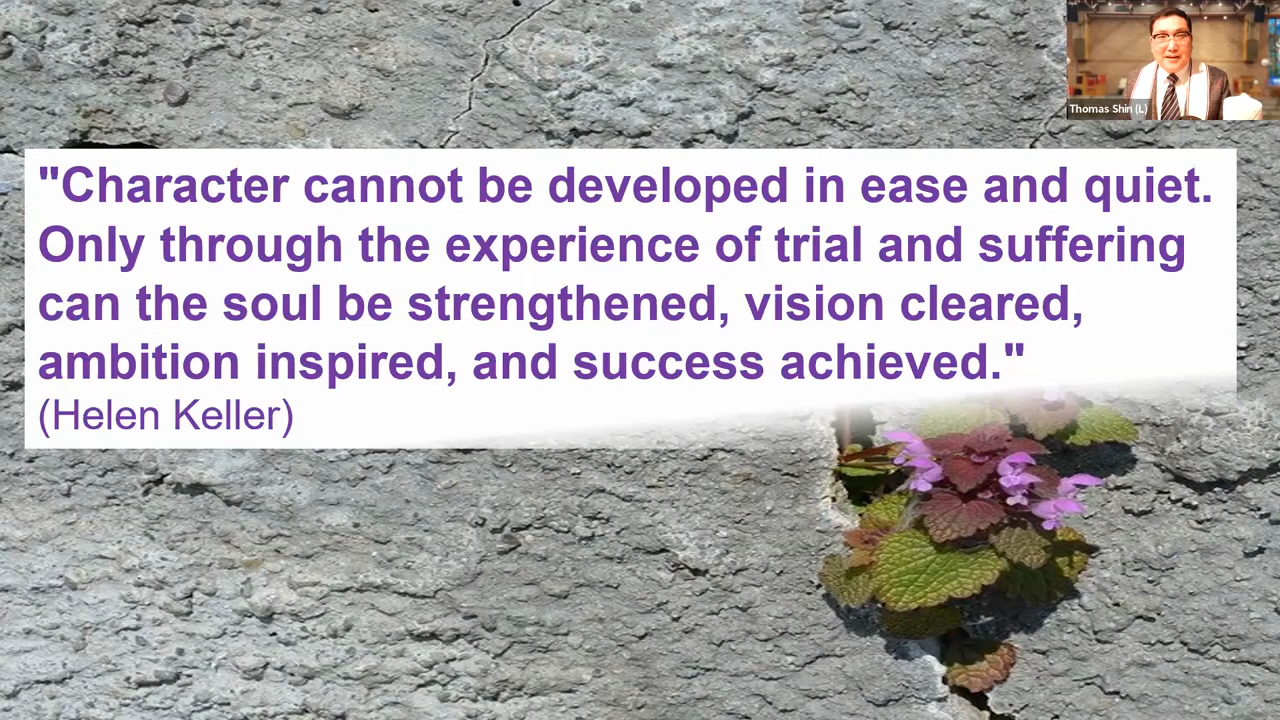 Thomas Shin (L)
"Character cannot be developed in ease and quiet.
Only through the experience of trial and suffering
can the soul be strengthened, vision cleared,
ambition inspired, and success achieved."
(Helen Keller)